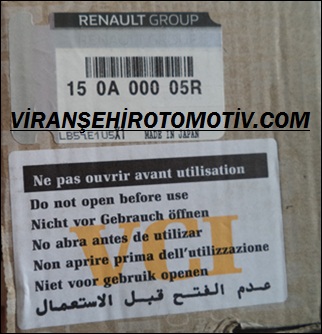 RENAULT GROUP
15 0A 000 05R
VİRANŞEHİROTOMOTİV.COM
MADE IN JAPAN
Ne pas ouvrir avant utilisation
Do not open before use
Nicht vor Gebrauch öffnen
No abra antes de utilizar
Non aprire prima dell'utilizzazione
Niet voor gebruik openen
عدم الفتح قبل الاستعمال
VCI